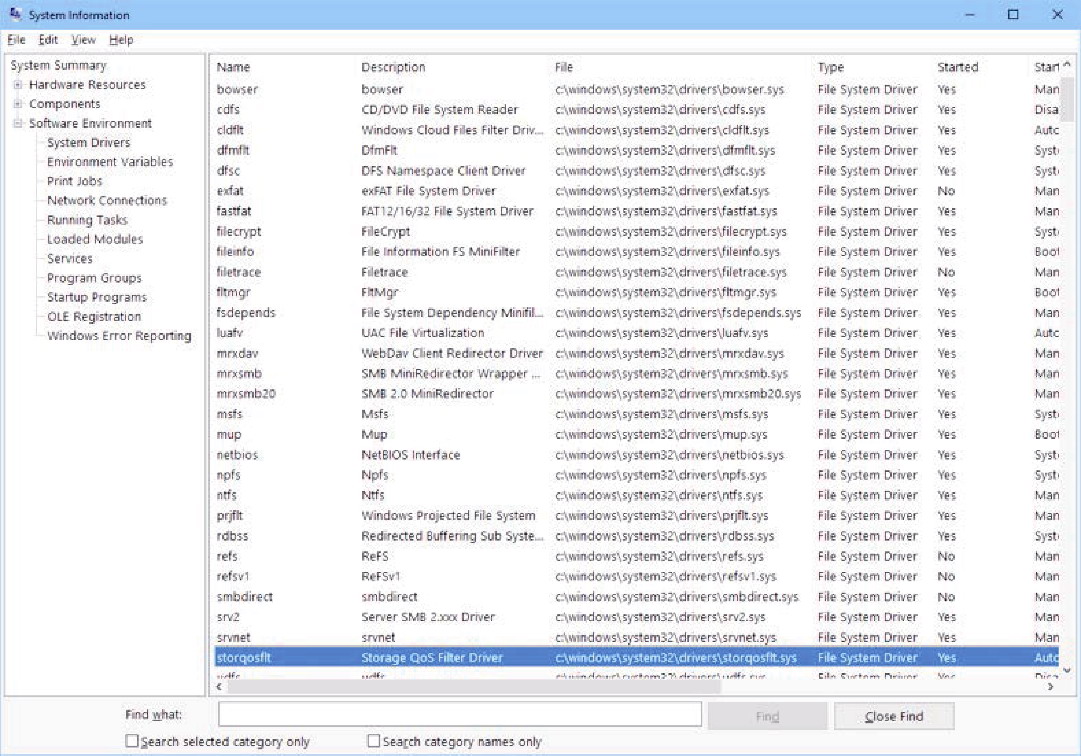 System Information
File Edit View Help
System Summary
Hardware Resources
Components
Software Environment
System Drivers
Environment Variables
Print Jobs
Network Connections
Running Tasks
Loaded Modules
Services
Program Groups
Startup Programs
OLE Registration
Windows Error Reporting
Name Description File Type Started Start
bowser bowser c:\windows\system32\drivers\bowser.sys File System Driver Yes Man
cdfs CD/DVD File System Reader c:\windows\system32\drivers\cdfs.sys File System Driver Yes Disa
cldflt Windows Cloud Files Filter Driv... c:\windows\system32\drivers\cldflt.sys File System Driver Yes Auto
dfmflt DfmFlt c:\windows\system32\drivers\dfmflt.sys File System Driver Yes Syst
dfsc DFS Namespace Client Driver c:\windows\system32\drivers\dfsc.sys File System Driver Yes Syst
exfat exFAT File System Driver c:\windows\system32\drivers\exfat.sys File System Driver No Man
fastfat FAT12/16/32 File System Driver c:\windows\system32\drivers\fastfat.sys File System Driver Yes Man
filecrypt FileCrypt c:\windows\system32\drivers\filecrypt.sys File System Driver Yes Syst
fileinfo File Information FS MiniFilter c:\windows\system32\drivers\fileinfo.sys File System Driver Yes Boot
filetrace Filetrace c:\windows\system32\drivers\filetrace.sys File System Driver No Man
fltmgr FltMgr c:\windows\system32\drivers\fltmgr.sys File System Driver Yes Boot
fsdepends File System Dependency Minifil... c:\windows\system32\drivers\fsdepends.sys File System Driver Yes Man
luafv UAC File Virtualization c:\windows\system32\drivers\luafv.sys File System Driver Yes Auto
mrxdav WebDav Client Redirector Driver c:\windows\system32\drivers\mrxdav.sys File System Driver Yes Man
mrxsmb SMB MiniRedirector Wrapper ... c:\windows\system32\drivers\mrxsmb.sys File System Driver Yes Man
mrxsmb20 SMB 2.0 MiniRedirector c:\windows\system32\drivers\mrxsmb20.sys File System Driver Yes Man
msfs Msfs c:\windows\system32\drivers\msfs.sys File System Driver Yes Syst
mup Mup c:\windows\system32\drivers\mup.sys File System Driver Yes Boot
netbios NetBIOS Interface c:\windows\system32\drivers\netbios.sys File System Driver Yes Syst
npfs Npfs c:\windows\system32\drivers\npfs.sys File System Driver Yes Syst
ntfs Ntfs c:\windows\system32\drivers\ntfs.sys File System Driver Yes Man
prjflt Windows Projected File System c:\windows\system32\drivers\prjflt.sys File System Driver Yes Man
rdbss Redirected Buffering Sub Syste... c:\windows\system32\drivers\rdbss.sys File System Driver Yes Syst
refs ReFS c:\windows\system32\drivers\refs.sys File System Driver No Man
refsv1 ReFSv1 c:\windows\system32\drivers\refsv1.sys File System Driver No Man
smbdirect smbdirect c:\windows\system32\drivers\smbdirect.sys File System Driver No Man
srv2 Server SMB 2.xxx Driver c:\windows\system32\drivers\srv2.sys File System Driver Yes Man
srvnet srvnet c:\windows\system32\drivers\srvnet.sys File System Driver Yes Man
storqosflt Storage QoS Filter Driver c:\windows\system32\drivers\storqosflt.sys File System Driver Yes Auto
udfs udfs c:\windows\system32\drivers\udfs.sys File System Driver Yes Disa
Find what: Find Close Find
Search selected category only Search category names only